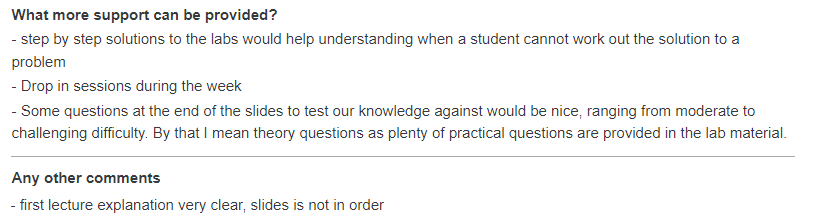 What more support can be provided?
- step by step solutions to the labs would help understanding when a student cannot work out the solution to a
problem
- Drop in sessions during the week
- Some questions at the end of the slides to test our knowledge against would be nice, ranging from moderate to
challenging difficulty. By that I mean theory questions as plenty of practical questions are provided in the lab material.
Any other comments
- first lecture explanation very clear, slides is not in order